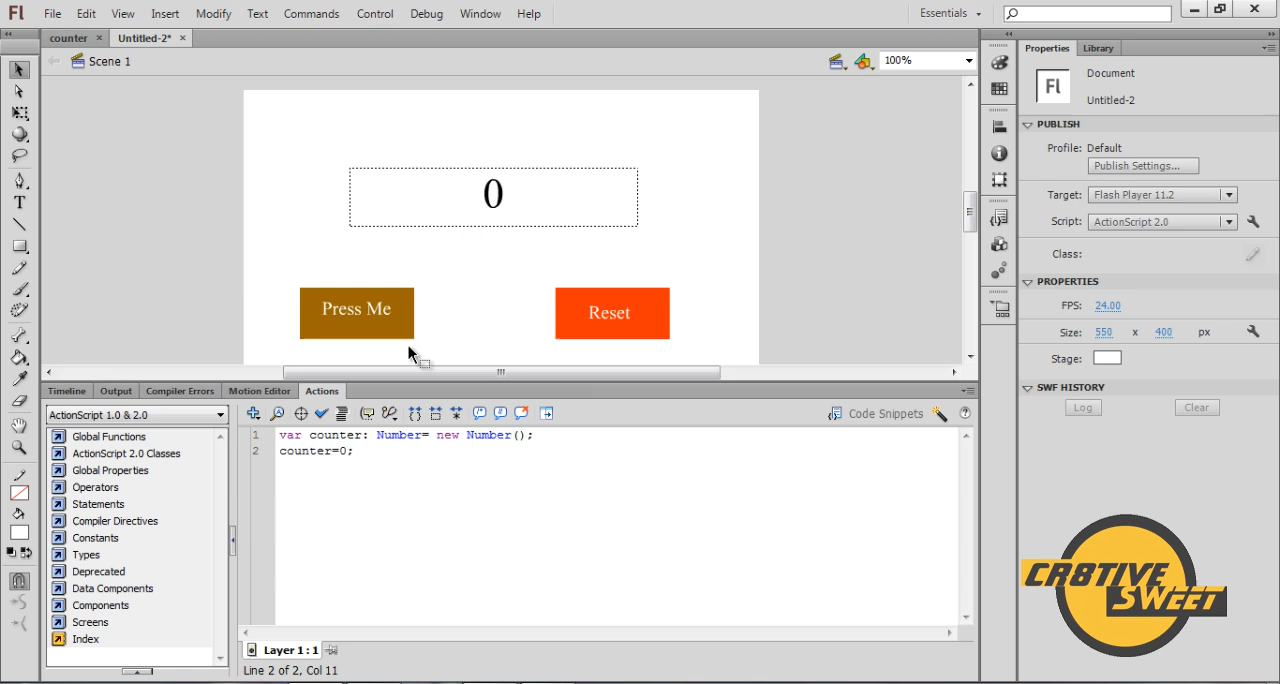 Fl File Edit View Insert Modify Text Commands Control Debug Window Help Essentials
counter × Untitled-2* ×
Scene 1 100%
0
Press Me Reset
Timeline Output Compiler Errors Motion Editor Actions
ActionScript 1.0 & 2.0
Code Snippets
Global Functions
ActionScript 2.0 Classes
Global Properties
Operators
Statements
Compiler Directives
Constants
Types
Deprecated
Data Components
Components
Screens
Index
1 var counter: Number= new Number();
2 counter=0;
Layer 1 : 1
Line 2 of 2, Col 11
Properties Library
Fl
Document
Untitled-2
PUBLISH
Profile: Default
Publish Settings...
Target: Flash Player 11.2
Script: ActionScript 2.0
Class:
PROPERTIES
FPS: 24.00
Size: 550 x 400 px
Stage:
SWF HISTORY
Log Clear
CR8TIVE
SWEET